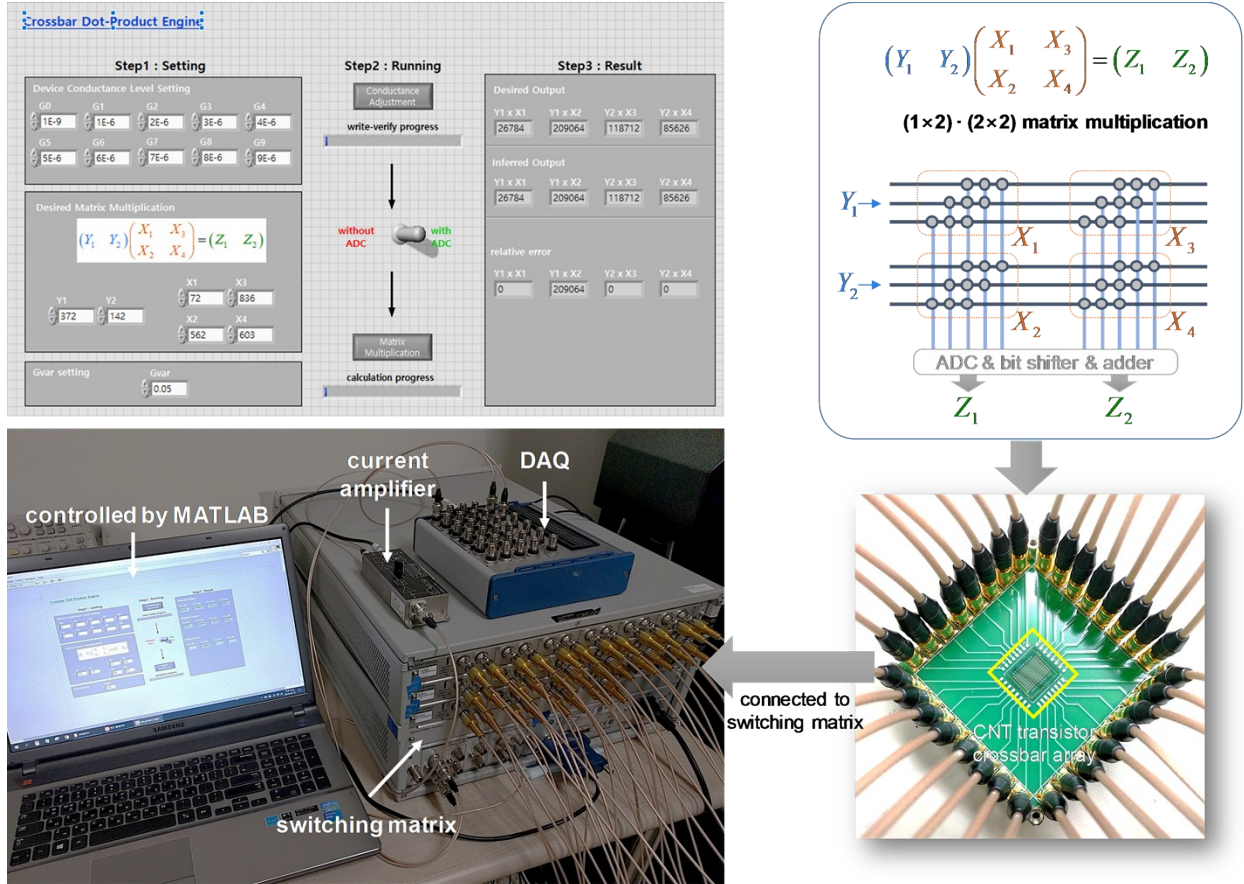 Crossbar Dot-Product Engine
Step1 : Setting
Device Conductance Level Setting
G0 G1 G2 G3 G4
1E-9 1E-6 2E-6 3E-6 4E-6
G5 G6 G7 G8 G9
5E-6 6E-6 7E-6 8E-6 9E-6
Desired Matrix Multiplication
(Y1 Y2)(X1 X3
X2 X4)=(Z1 Z2)
Y1 Y2
372 142
X1 X3
72 836
X2 X4
562 603
Gvar setting
Gvar
0.05
Step2 : Running
Conductance
Adjustment
write-verify progress
without
ADC
with
ADC
Matrix
Multiplication
calculation progress
Step3 : Result
Desired Output
Y1 x X1 Y1 x X2 Y2 x X3 Y2 x X4
26784 209064 118712 85626
Inferred Output
Y1 x X1 Y1 x X2 Y2 x X3 Y2 x X4
26784 209064 118712 85626
relative error
Y1 x X1 Y1 x X2 Y2 x X3 Y2 x X4
0 209064 0 0
(Y1 Y2)(X1 X3
X2 X4)=(Z1 Z2)
(1×2) · (2×2) matrix multiplication
Y1
X1
X3
Y2
X2
X4
ADC & bit shifter & adder
Z1
Z2
controlled by MATLAB
current
amplifier
DAQ
switching matrix
SAMSUNG
connected to
switching matrix
CNT transistor
crossbar array